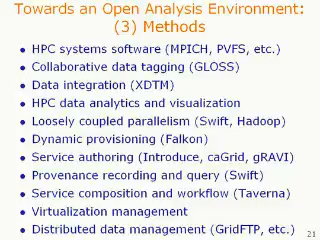 Towards an Open Analysis Environment:
(3) Methods
• HPC systems software (MPICH, PVFS, etc.)
• Collaborative data tagging (GLOSS)
• Data integration (XDTM)
• HPC data analytics and visualization
• Loosely coupled parallelism (Swift, Hadoop)
• Dynamic provisioning (Falkon)
• Service authoring (Introduce, caGrid, gRAVI)
• Provenance recording and query (Swift)
• Service composition and workflow (Taverna)
• Virtualization management
• Distributed data management (GridFTP, etc.)
21